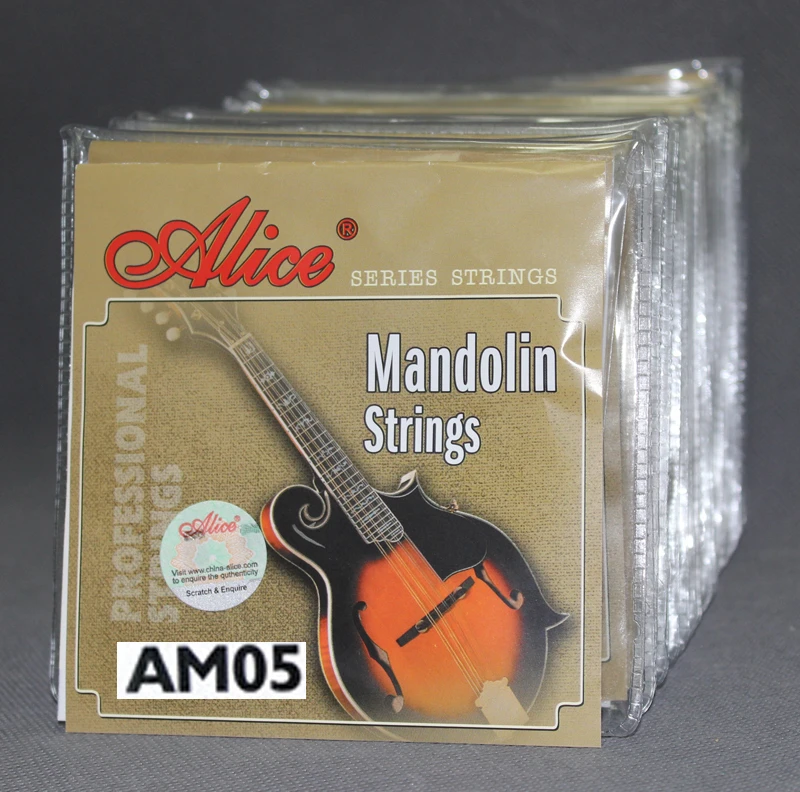 Alice®
SERIES STRINGS
Mandolin
Strings
PROFESSIONAL
STRINGS
Alice®
Visit www.china-alice.com
to enquire the quthenticity
Scratch & Enquire
AM05